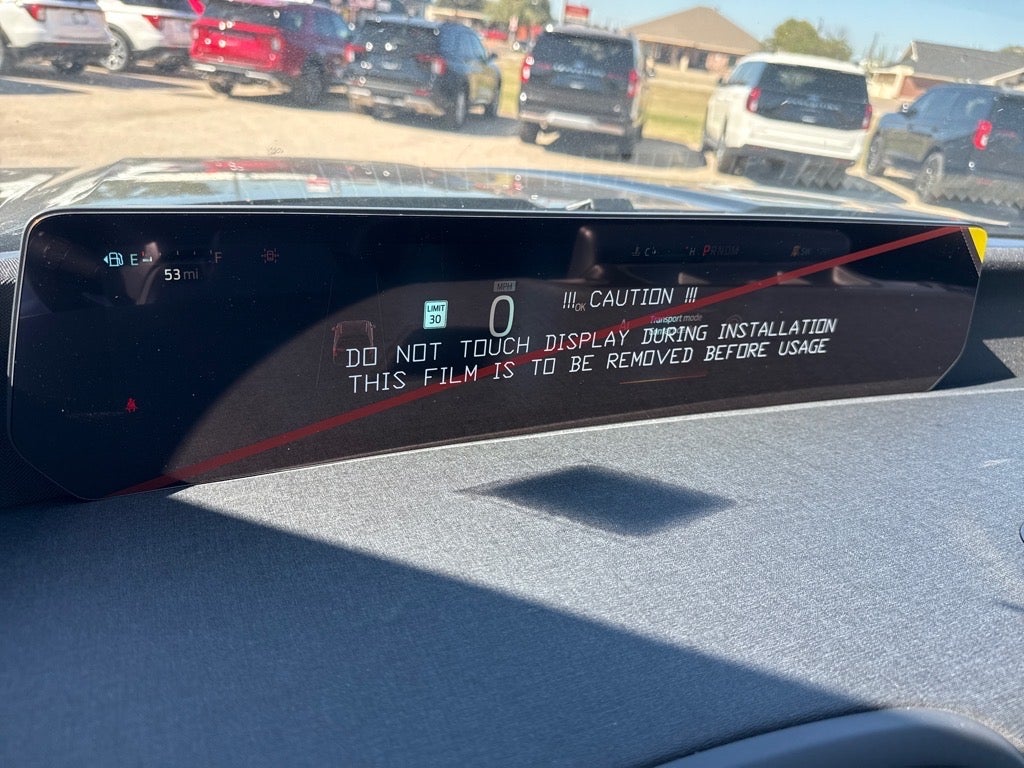 E F
53 mi
LIMIT
30
MPH
0
OK
!!! CAUTION !!!
H PRNDM
Transport mode
DO NOT TOUCH DISPLAY DURING INSTALLATION
THIS FILM IS TO BE REMOVED BEFORE USAGE